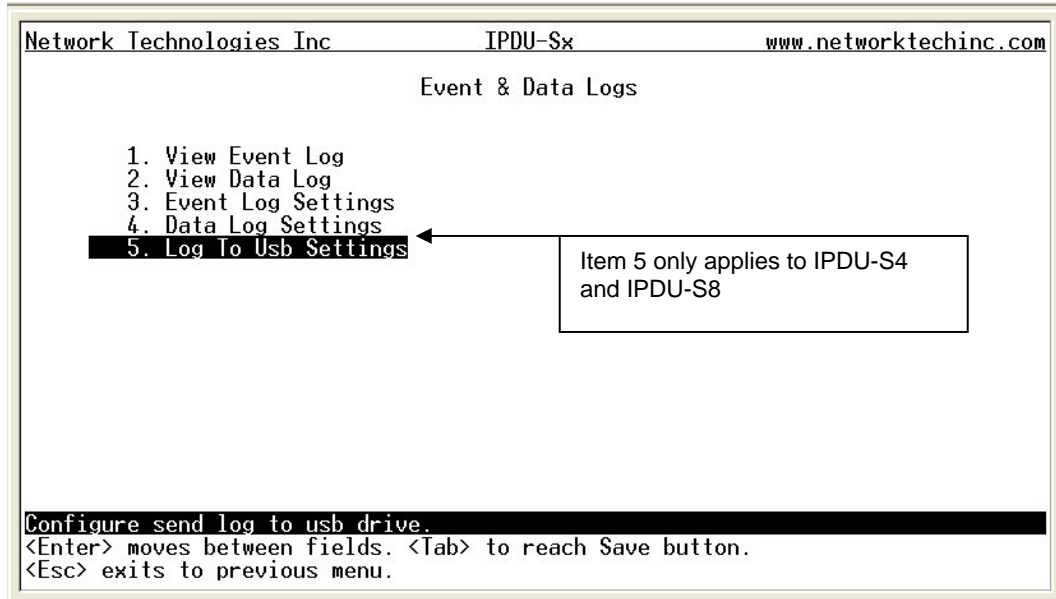 Network Technologies Inc IPDU-Sx www.networktechinc.com
Event & Data Logs
1. View Event Log
2. View Data Log
3. Event Log Settings
4. Data Log Settings
5. Log To Usb Settings
Item 5 only applies to IPDU-S4
and IPDU-S8
Configure send log to usb drive.
<Enter> moves between fields. <Tab> to reach Save button.
<Esc> exits to previous menu.